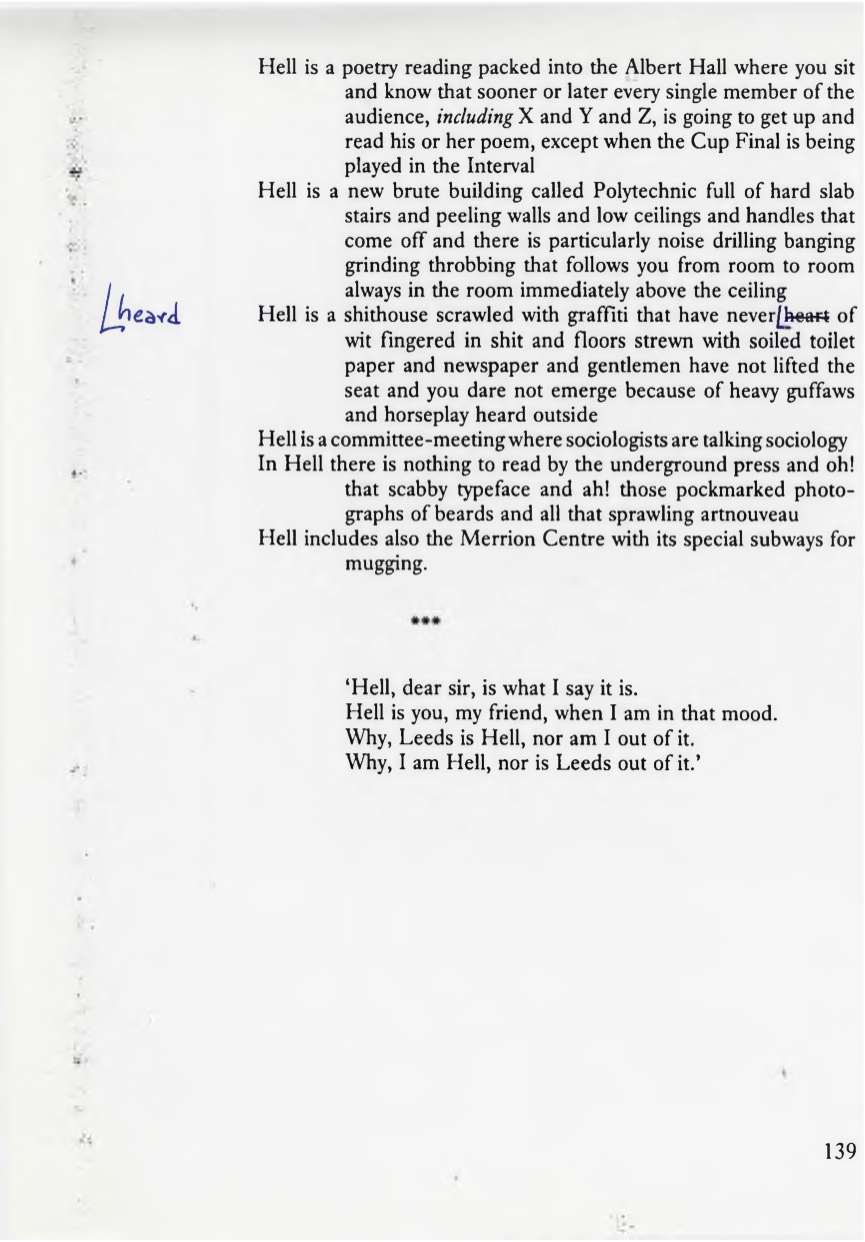 Hell is a poetry reading packed into the Albert Hall where you sit
and know that sooner or later every single member of the
audience, including X and Y and Z, is going to get up and
read his or her poem, except when the Cup Final is being
played in the Interval
Hell is a new brute building called Polytechnic full of hard slab
stairs and peeling walls and low ceilings and handles that
come off and there is particularly noise drilling banging
grinding throbbing that follows you from room to room
always in the room immediately above the ceiling
heard
Hell is a shithouse scrawled with graffiti that have never heart of
wit fingered in shit and floors strewn with soiled toilet
paper and newspaper and gentlemen have not lifted the
seat and you dare not emerge because of heavy guffaws
and horseplay heard outside
Hell is a committee-meeting where sociologists are talking sociology
In Hell there is nothing to read by the underground press and oh!
that scabby typeface and ah! those pockmarked photo-
graphs of beards and all that sprawling artnouveau
Hell includes also the Merrion Centre with its special subways for
mugging.
***
‘Hell, dear sir, is what I say it is.
Hell is you, my friend, when I am in that mood.
Why, Leeds is Hell, nor am I out of it.
Why, I am Hell, nor is Leeds out of it.’
139